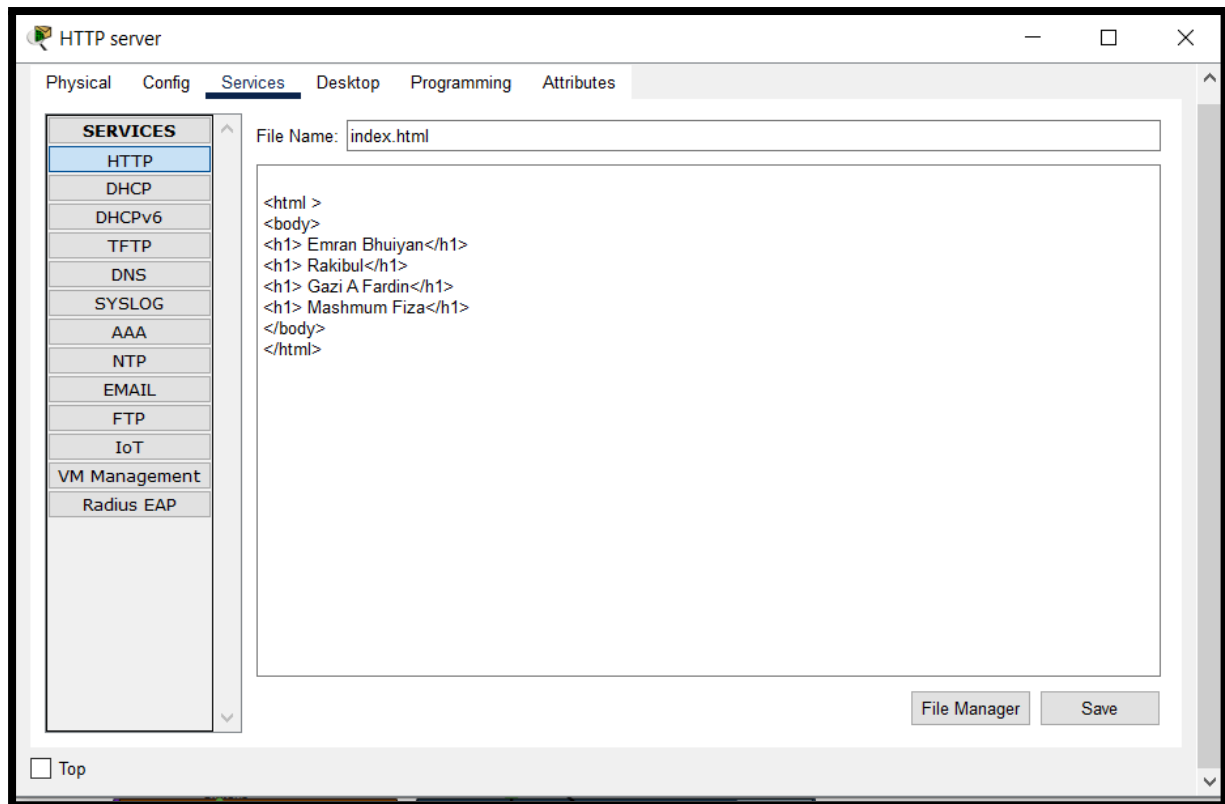 HTTP server
Physical Config Services Desktop Programming Attributes
SERVICES
HTTP
DHCP
DHCPv6
TFTP
DNS
SYSLOG
AAA
NTP
EMAIL
FTP
IoT
VM Management
Radius EAP
File Name: index.html
<html >
<body>
<h1> Emran Bhuiyan</h1>
<h1> Rakibul</h1>
<h1> Gazi A Fardin</h1>
<h1> Mashmum Fiza</h1>
</body>
</html>
File Manager Save
Top